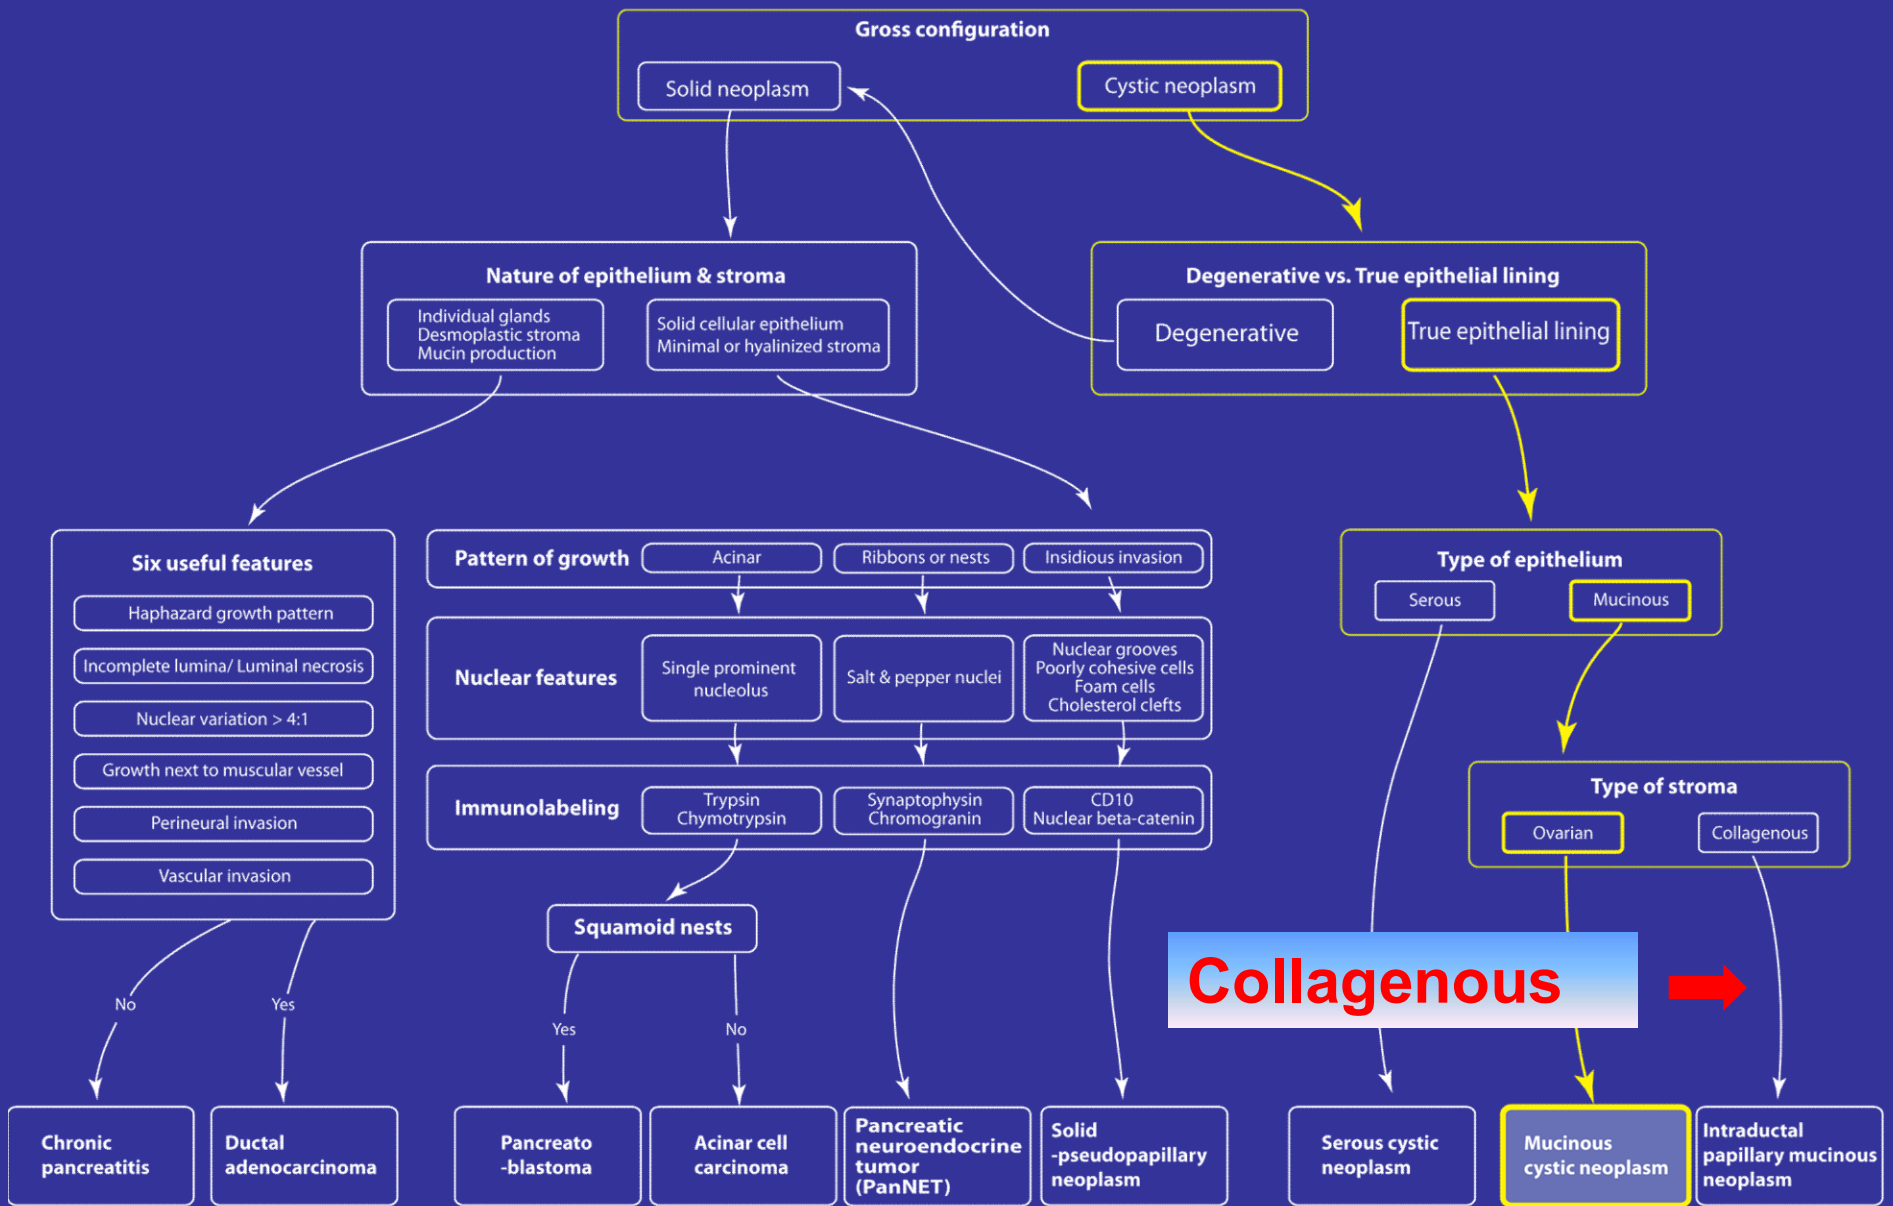 Gross configuration
Solid neoplasm
Cystic neoplasm
Nature of epithelium & stroma
Individual glands
Desmoplastic stroma
Mucin production
Solid cellular epithelium
Minimal or hyalinized stroma
Degenerative vs. True epithelial lining
Degenerative
True epithelial lining
Six useful features
Haphazard growth pattern
Incomplete lumina/ Luminal necrosis
Nuclear variation > 4:1
Growth next to muscular vessel
Perineural invasion
Vascular invasion
Pattern of growth
Acinar
Ribbons or nests
Insidious invasion
Nuclear features
Single prominent
nucleolus
Salt & pepper nuclei
Nuclear grooves
Poorly cohesive cells
Foam cells
Cholesterol clefts
Immunolabeling
Trypsin
Chymotrypsin
Synaptophysin
Chromogranin
CD10
Nuclear beta-catenin
Squamoid nests
Type of epithelium
Serous
Mucinous
Type of stroma
Ovarian
Collagenous
Collagenous
No
Yes
Yes
No
Chronic
pancreatitis
Ductal
adenocarcinoma
Pancreato
-blastoma
Acinar cell
carcinoma
Pancreatic
neuroendocrine
tumor
(PanNET)
Solid
-pseudopapillary
neoplasm
Serous cystic
neoplasm
Mucinous
cystic neoplasm
Intraductal
papillary mucinous
neoplasm